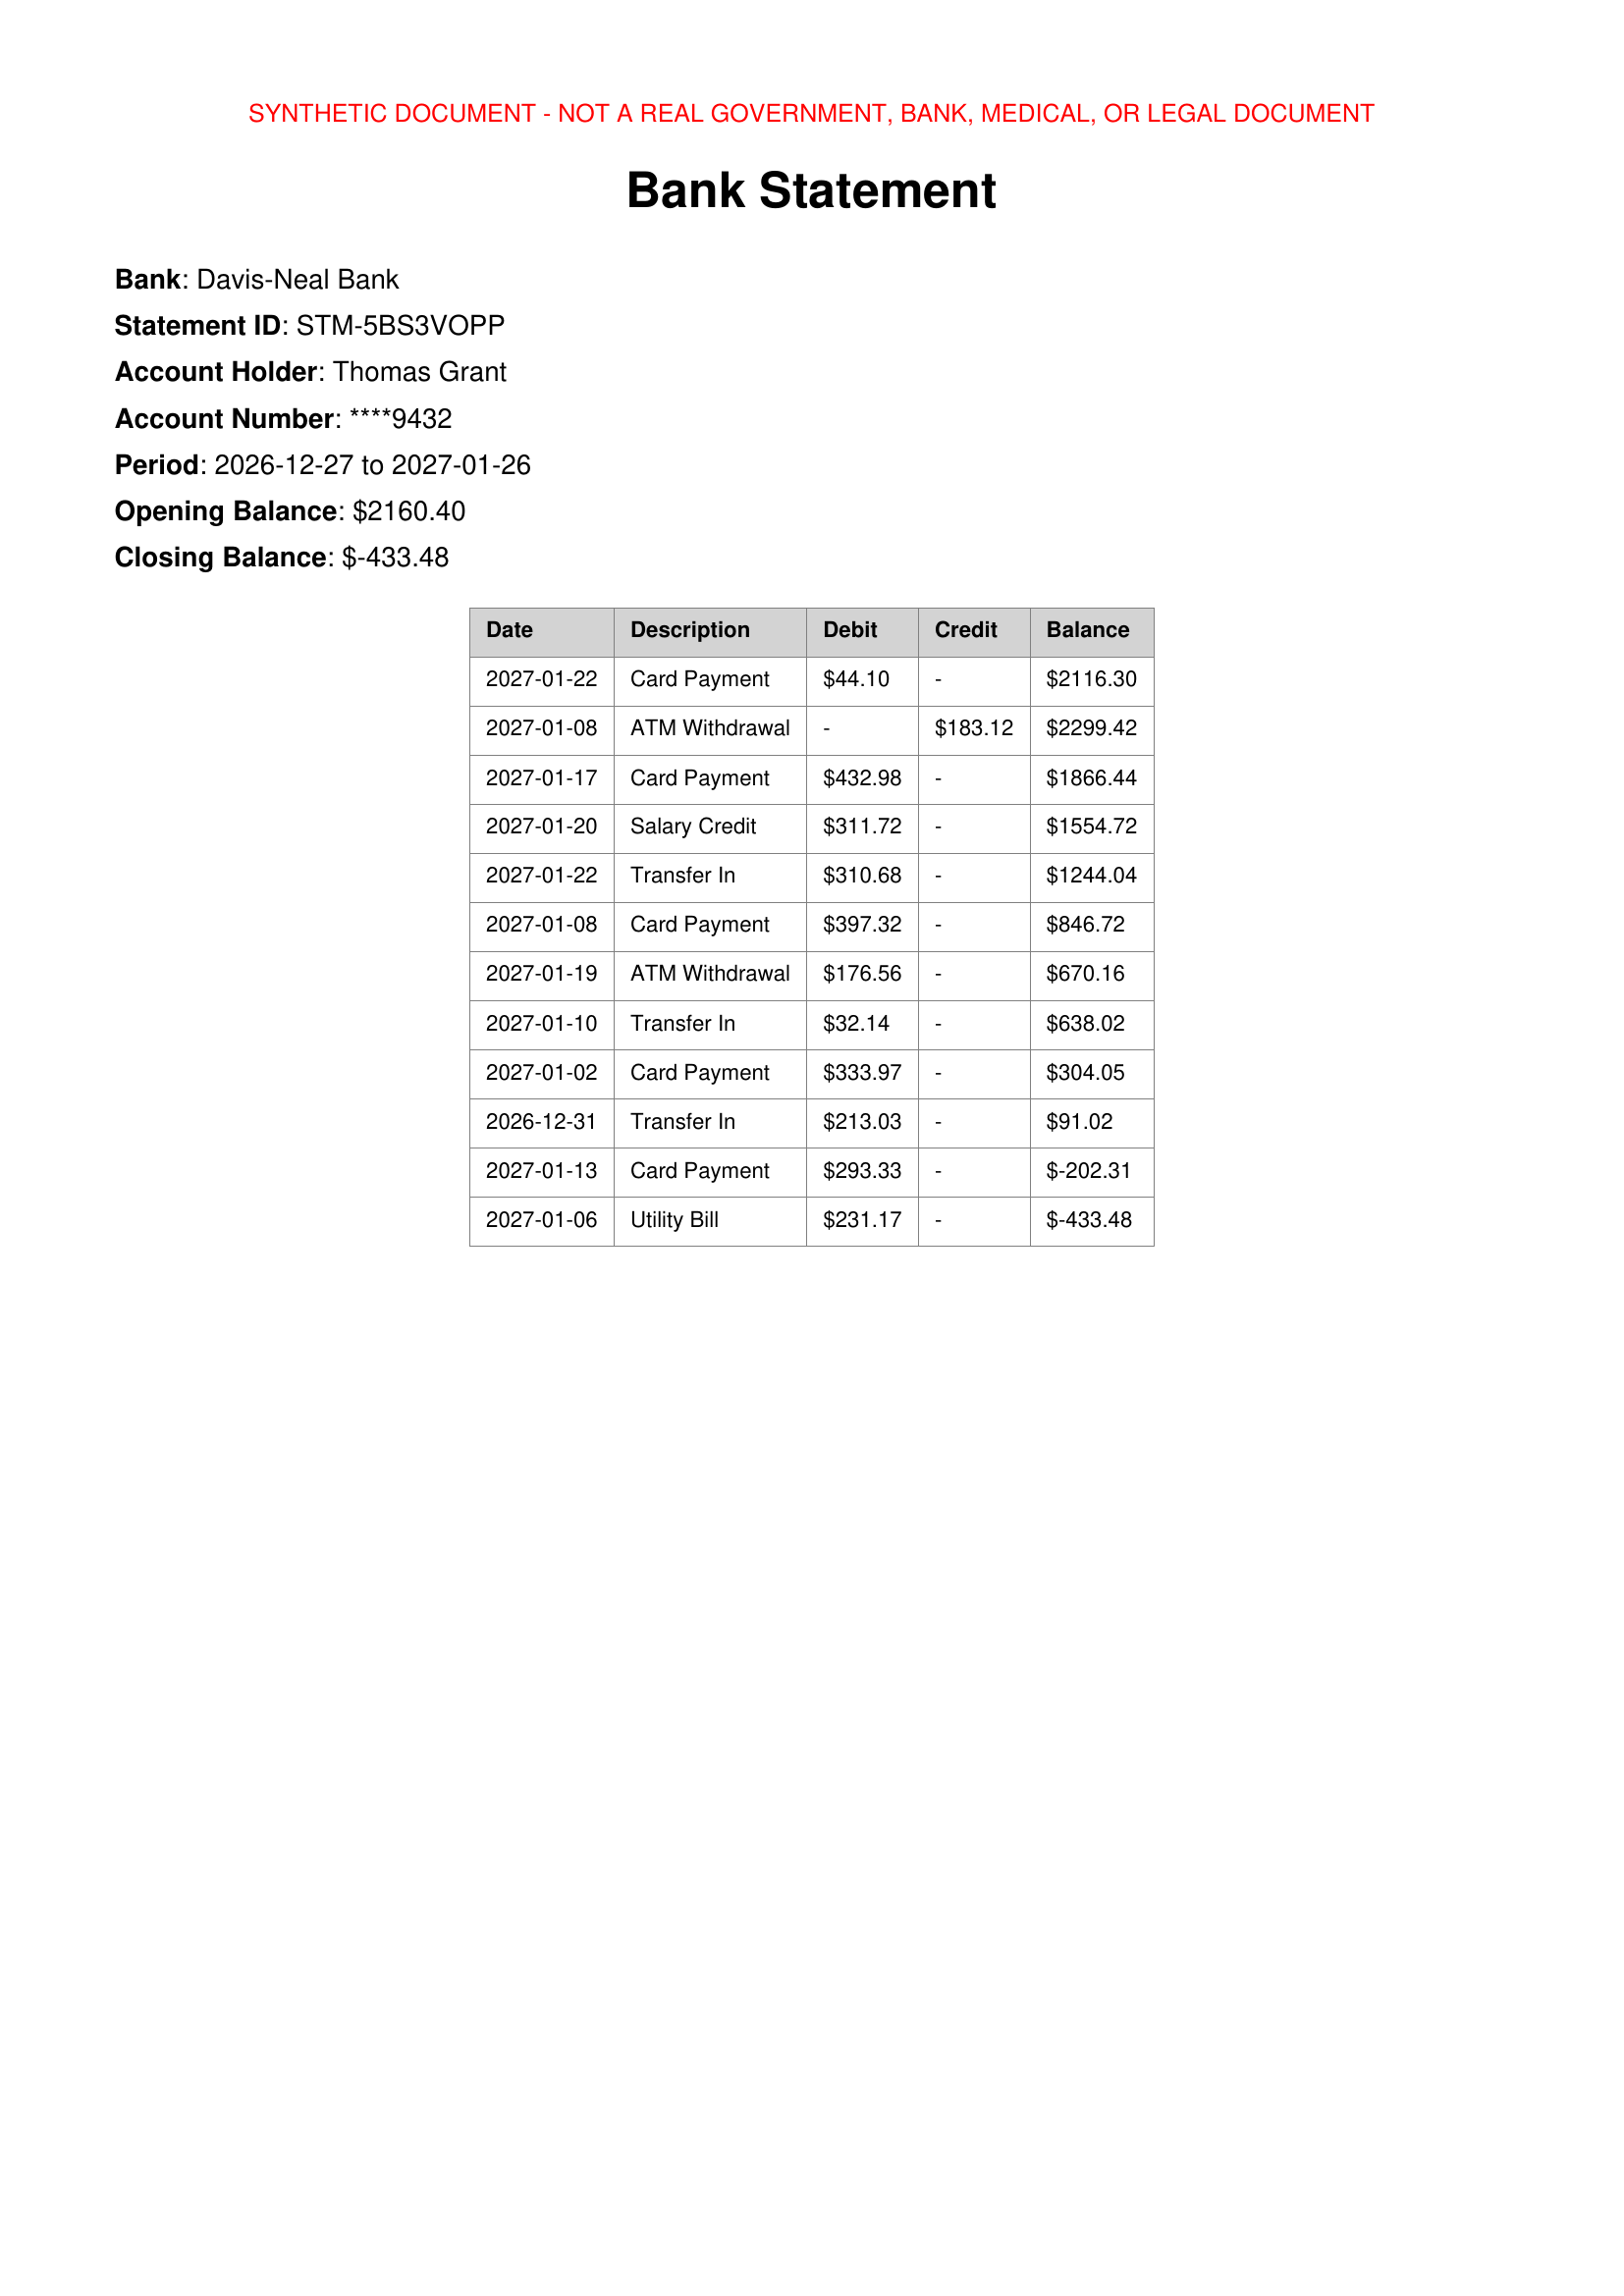 SYNTHETIC DOCUMENT - NOT A REAL GOVERNMENT, BANK, MEDICAL, OR LEGAL DOCUMENT
Bank Statement
Bank: Davis-Neal Bank
Statement ID: STM-5BS3VOPP
Account Holder: Thomas Grant
Account Number: ****9432
Period: 2026-12-27 to 2027-01-26
Opening Balance: $2160.40
Closing Balance: $-433.48
Date Description Debit Credit Balance
2027-01-22 Card Payment $44.10 - $2116.30
2027-01-08 ATM Withdrawal - $183.12 $2299.42
2027-01-17 Card Payment $432.98 - $1866.44
2027-01-20 Salary Credit $311.72 - $1554.72
2027-01-22 Transfer In $310.68 - $1244.04
2027-01-08 Card Payment $397.32 - $846.72
2027-01-19 ATM Withdrawal $176.56 - $670.16
2027-01-10 Transfer In $32.14 - $638.02
2027-01-02 Card Payment $333.97 - $304.05
2026-12-31 Transfer In $213.03 - $91.02
2027-01-13 Card Payment $293.33 - $-202.31
2027-01-06 Utility Bill $231.17 - $-433.48